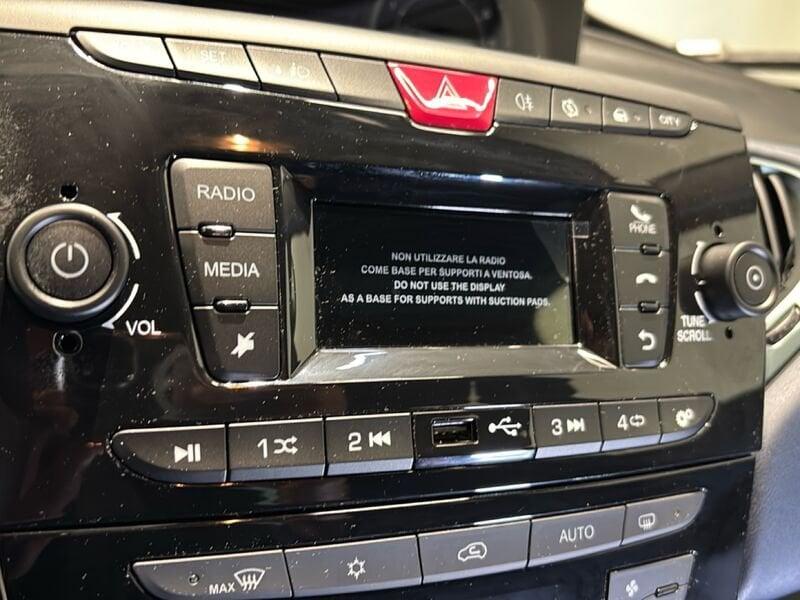 SET
CITY
RADIO
MEDIA
VOL
NON UTILIZZARE LA RADIO
COME BASE PER SUPPORTI A VENTOSA.
DO NOT USE THE DISPLAY
AS A BASE FOR SUPPORTS WITH SUCTION PADS.
PHONE
TUNE
SCROLL
1
2
3
4
MAX
AUTO